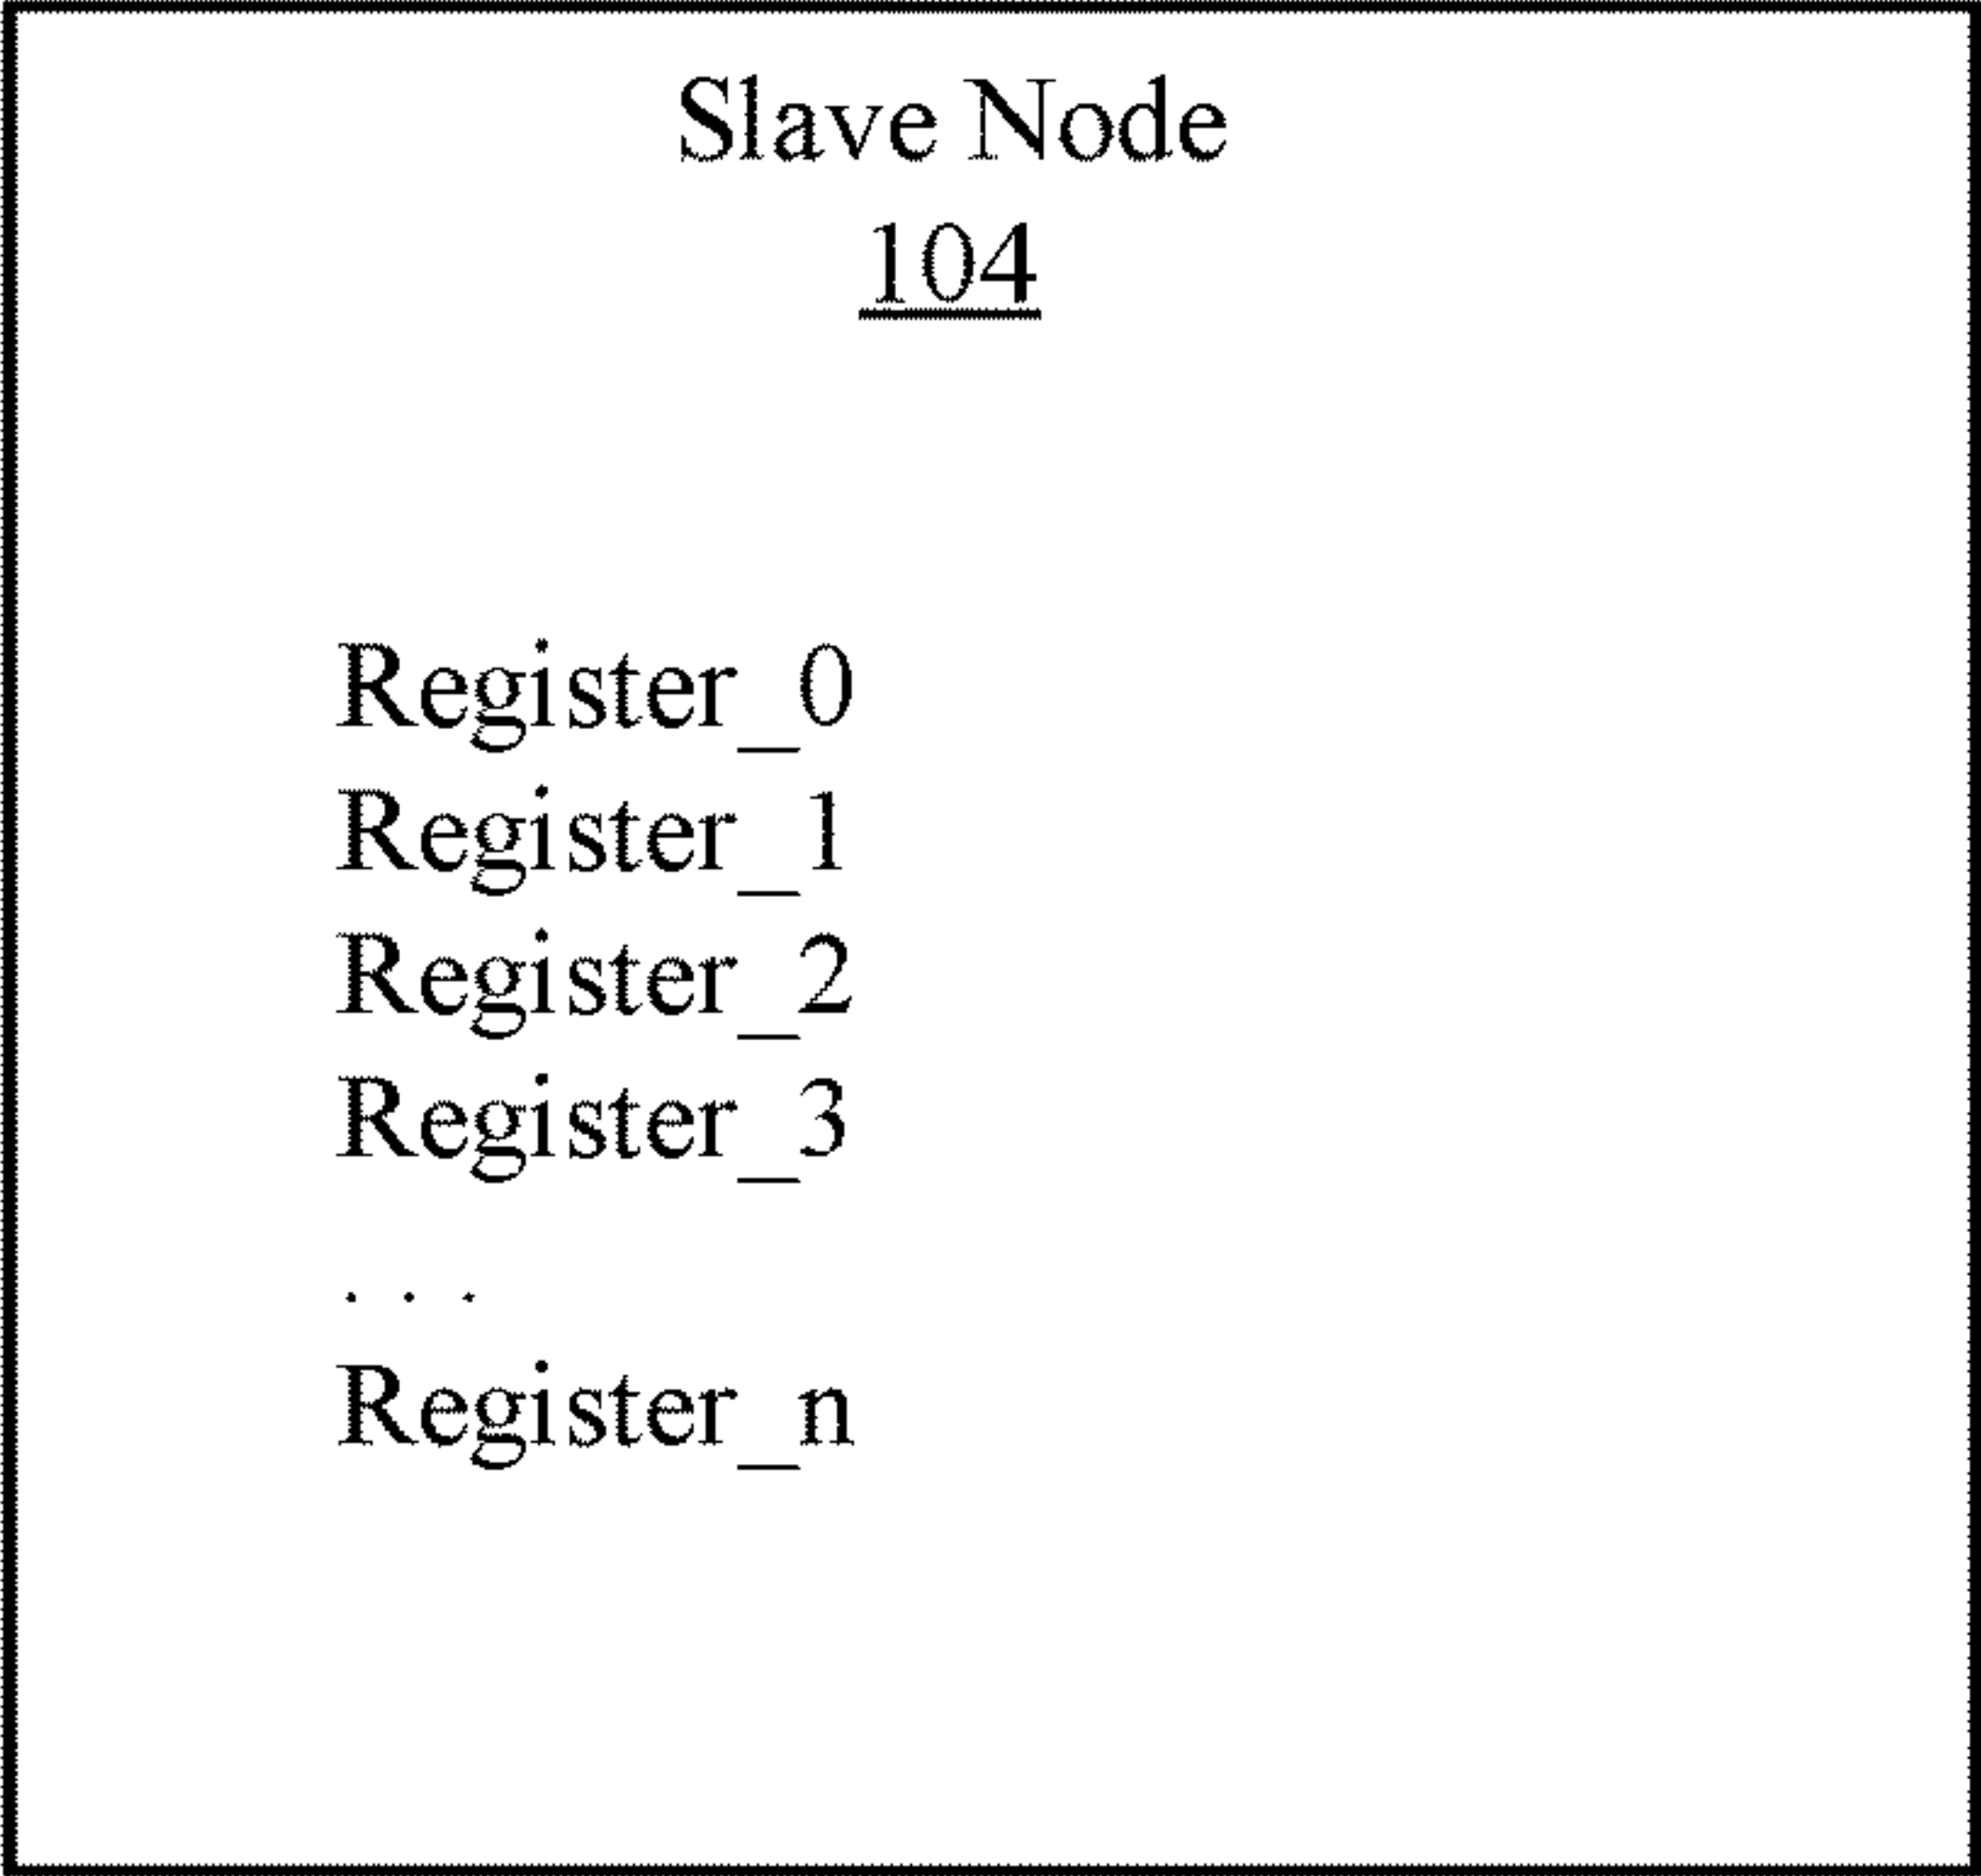 Slave Node
104
Register_0
Register_1
Register_2
Register_3
. . .
Register_n